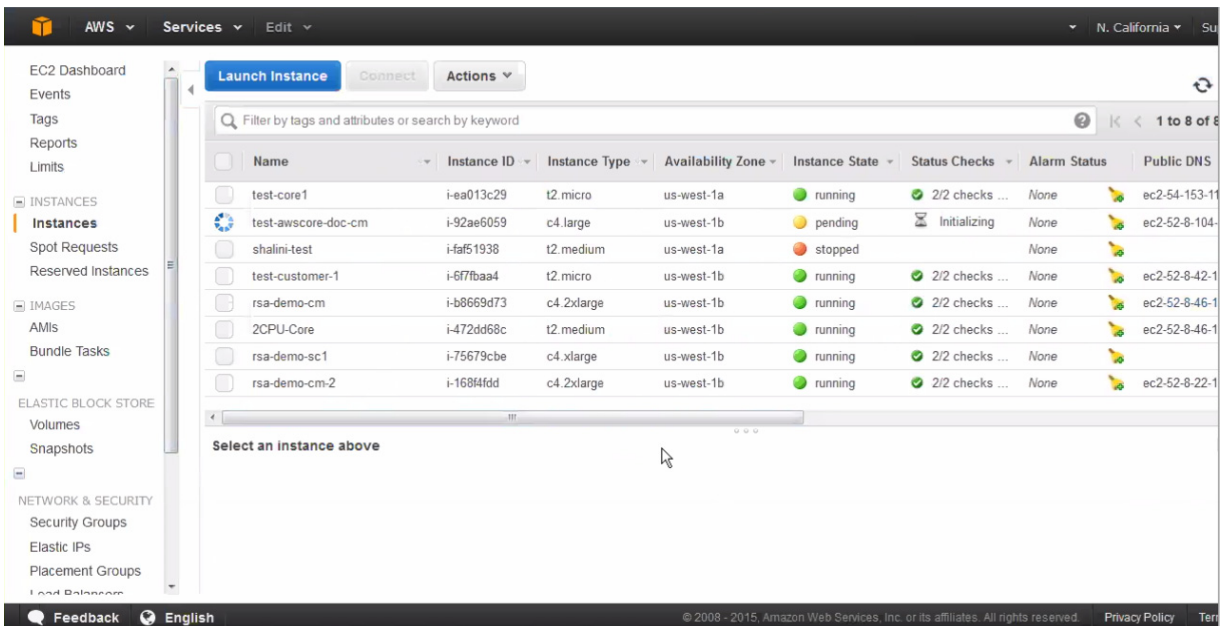 AWS Services Edit N. California
EC2 Dashboard
Events
Tags
Reports
Limits
INSTANCES
Instances
Spot Requests
Reserved Instances
IMAGES
AMIs
Bundle Tasks
ELASTIC BLOCK STORE
Volumes
Snapshots
NETWORK & SECURITY
Security Groups
Elastic IPs
Placement Groups
Load Balancers
Launch Instance Connect Actions
Filter by tags and attributes or search by keyword 1 to 8 of 8
Name Instance ID Instance Type Availability Zone Instance State Status Checks Alarm Status Public DNS
test-core1 i-ea013c29 t2.micro us-west-1a running 2/2 checks ... None ec2-54-153-11
test-awscore-doc-cm i-92ae6059 c4.large us-west-1b pending Initializing None ec2-52-8-104-
shalini-test i-faf51938 t2.medium us-west-1a stopped None
test-customer-1 i-6f7fbaa4 t2.micro us-west-1b running 2/2 checks ... None ec2-52-8-42-1
rsa-demo-cm i-b8669d73 c4.2xlarge us-west-1b running 2/2 checks ... None ec2-52-8-46-1
2CPU-Core i-472dd68c t2.medium us-west-1b running 2/2 checks ... None ec2-52-8-46-1
rsa-demo-sc1 i-75679cbe c4.xlarge us-west-1b running 2/2 checks ... None
rsa-demo-cm-2 i-168f4fdd c4.2xlarge us-west-1b running 2/2 checks ... None ec2-52-8-22-1
Select an instance above
Feedback English © 2008 - 2015, Amazon Web Services, Inc. or its affiliates. All rights reserved. Privacy Policy